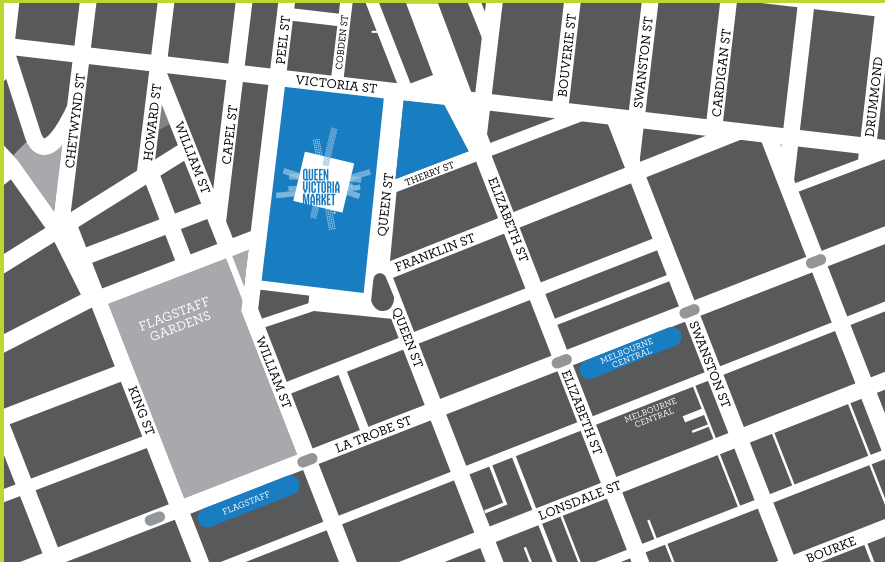 PEEL ST
COBDEN ST
BOUVERIE ST
SWANSTON ST
CARDIGAN ST
DRUMMOND
VICTORIA ST
CHETWYND ST
HOWARD ST
WILLIAM ST
CAPEL ST
QUEEN
VICTORIA
MARKET
QUEEN ST
THERRY ST
ELIZABETH ST
FRANKLIN ST
FLAGSTAFF
GARDENS
WILLIAM ST
QUEEN ST
KING ST
MELBOURNE
CENTRAL
SWANSTON ST
ELIZABETH ST
MELBOURNE
CENTRAL
LA TROBE ST
FLAGSTAFF
LONSDALE ST
BOURKE